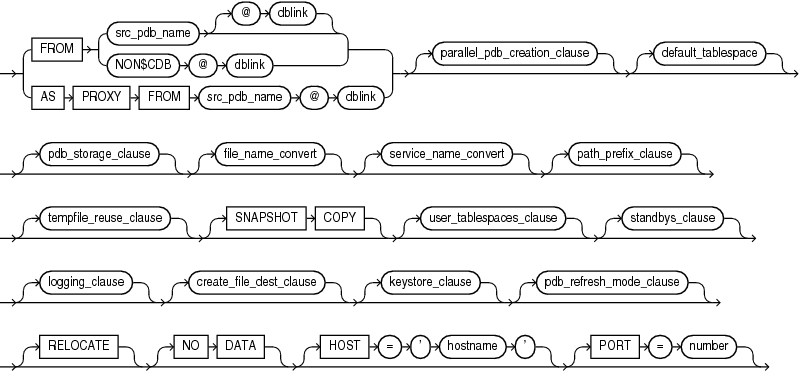 @ dblink
FROM src_pdb_name parallel_pdb_creation_clause default_tablespace
NON$CDB @ dblink
AS PROXY FROM src_pdb_name @ dblink
pdb_storage_clause file_name_convert service_name_convert path_prefix_clause
tempfile_reuse_clause SNAPSHOT COPY user_tablespaces_clause standbys_clause
logging_clause create_file_dest_clause keystore_clause pdb_refresh_mode_clause
RELOCATE NO DATA HOST = ' hostname ' PORT = number